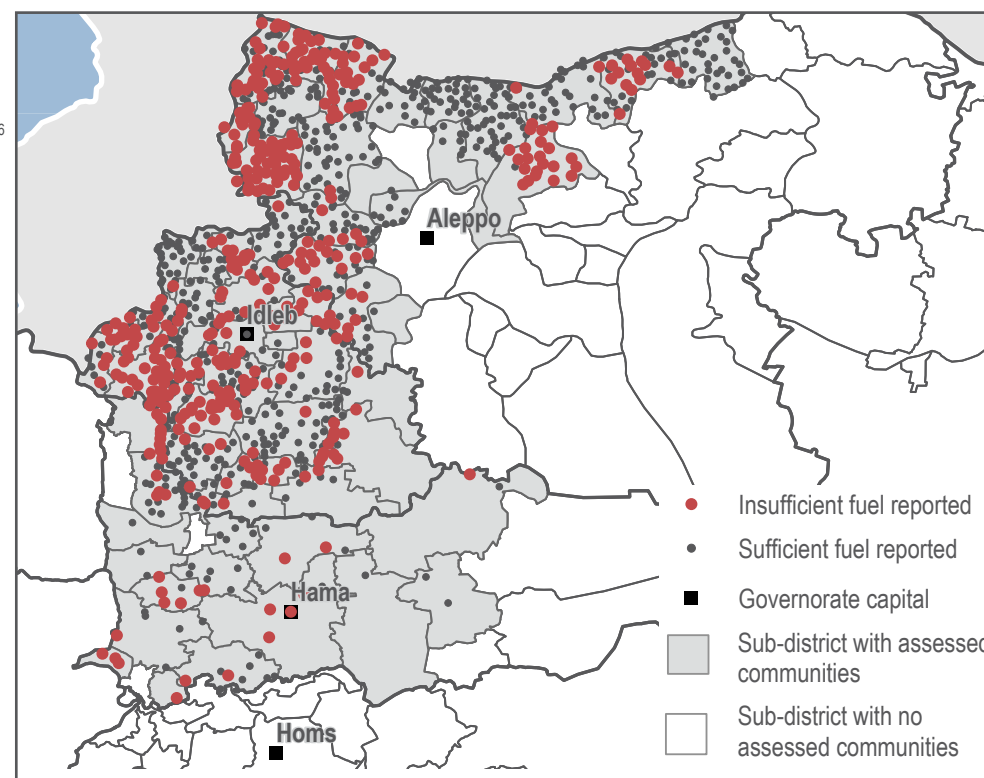 6
Aleppo
Idleb
Hama
Homs
Insufficient fuel reported
Sufficient fuel reported
Governorate capital
Sub-district with assessed
communities
Sub-district with no
assessed communities